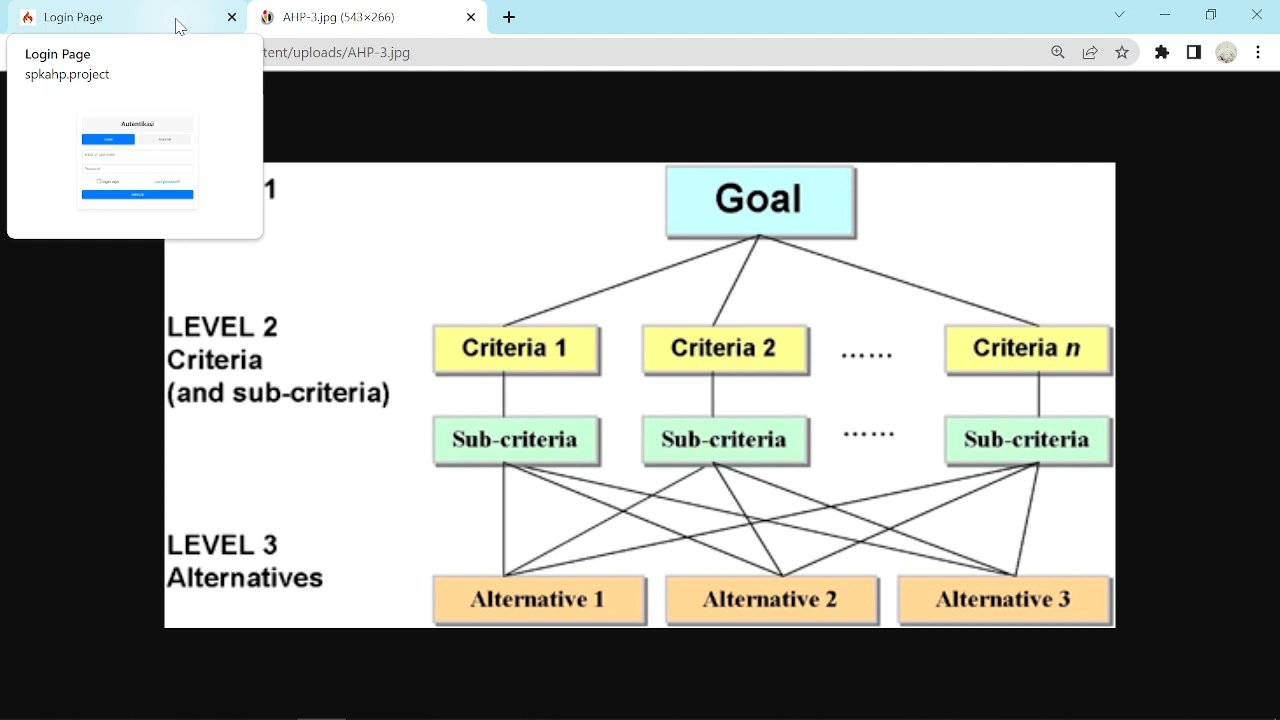 Login Page
AHP-3.jpg (543×266)
Login Page
spkahp.project
tent/uploads/AHP-3.jpg
Autentikasi
Password
1
Goal
LEVEL 2
Criteria
(and sub-criteria)
Criteria 1
Criteria 2
......
Criteria n
Sub-criteria
Sub-criteria
......
Sub-criteria
LEVEL 3
Alternatives
Alternative 1
Alternative 2
Alternative 3